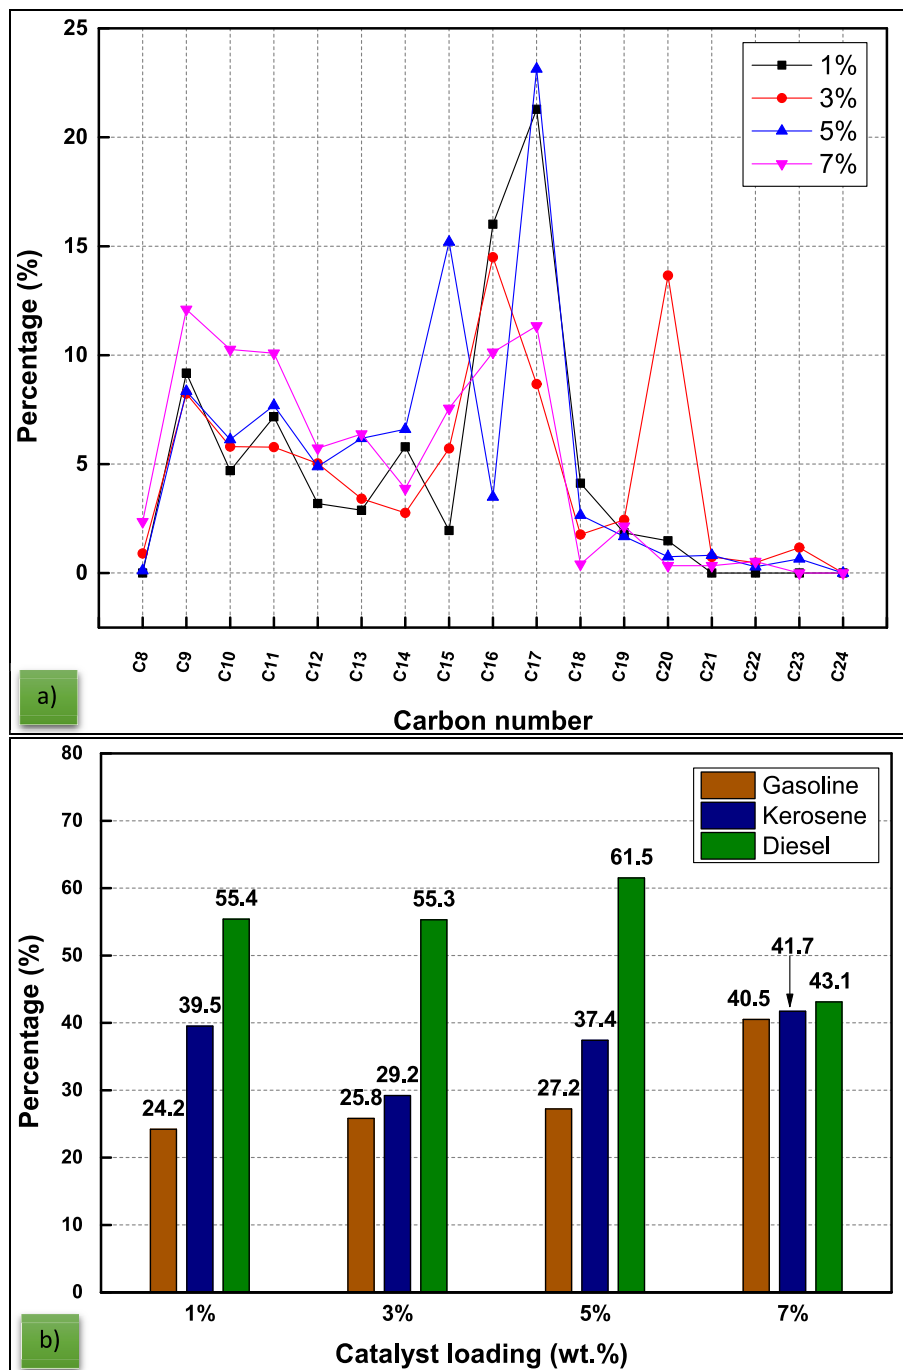 25
20
15
10
5
0
Percentage (%)
1%
3%
5%
7%
C8
C9
C10
C11
C12
C13
C14
C15
C16
C17
C18
C19
C20
C21
C22
C23
C24
Carbon number
a)
80
70
60
50
40
30
20
10
0
Percentage (%)
Gasoline
Kerosene
Diesel
24.2
39.5
55.4
25.8
29.2
55.3
27.2
37.4
61.5
40.5
41.7
43.1
1%
3%
5%
7%
Catalyst loading (wt.%)
b)